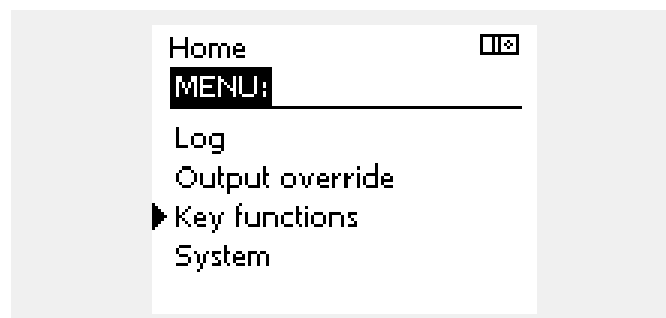 Home
MENU:
Log
Output override
Key functions
System